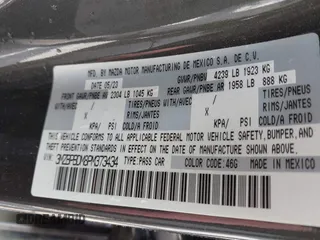 MFD BY: MAZDA MOTOR MANUFACTURING DE MEXICO S.A. DE C.V.
DATE 05/23 GVWR/PNBV 4239 LB 1923 KG
FRONT GAWR/PNBE AV 2304 LB 1045 KG REAR GAWR/PNBE AR 1958 LB 888 KG
TIRES/PNEUS TIRES/PNEUS
RIMS/JANTES RIMS/JANTES
X KPA/ PSI/ COLD/A FROID X KPA/ PSI/ COLD/A FROID
THIS VEHICLE CONFORMS TO ALL APPLICABLE FEDERAL MOTOR VEHICLE SAFETY, BUMPER, AND
THEFT PREVENTION STANDARDS IN EFFECT ON THE DATE OF MANUFACTURE SHOWN ABOVE.
TYPE: PASS CAR COLOR CODE: 46G MADE IN MEXICO